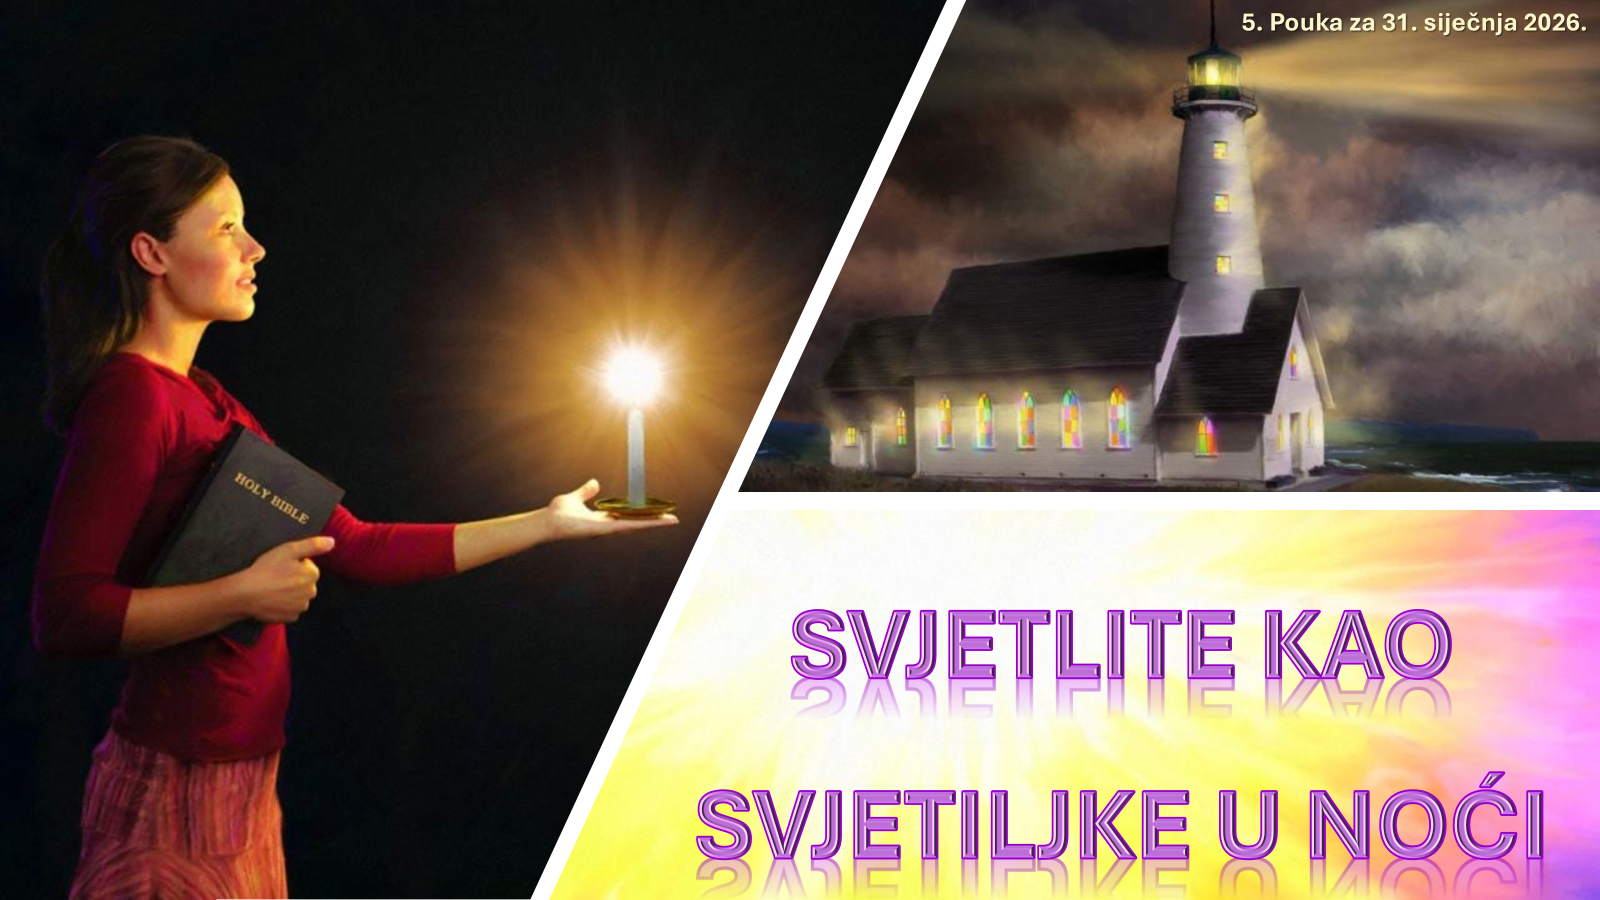 5. Pouka za 31. siječnja 2026.
HOLY BIBLE
SVJETLITE KAO
SVJETILJKE U NOĆI